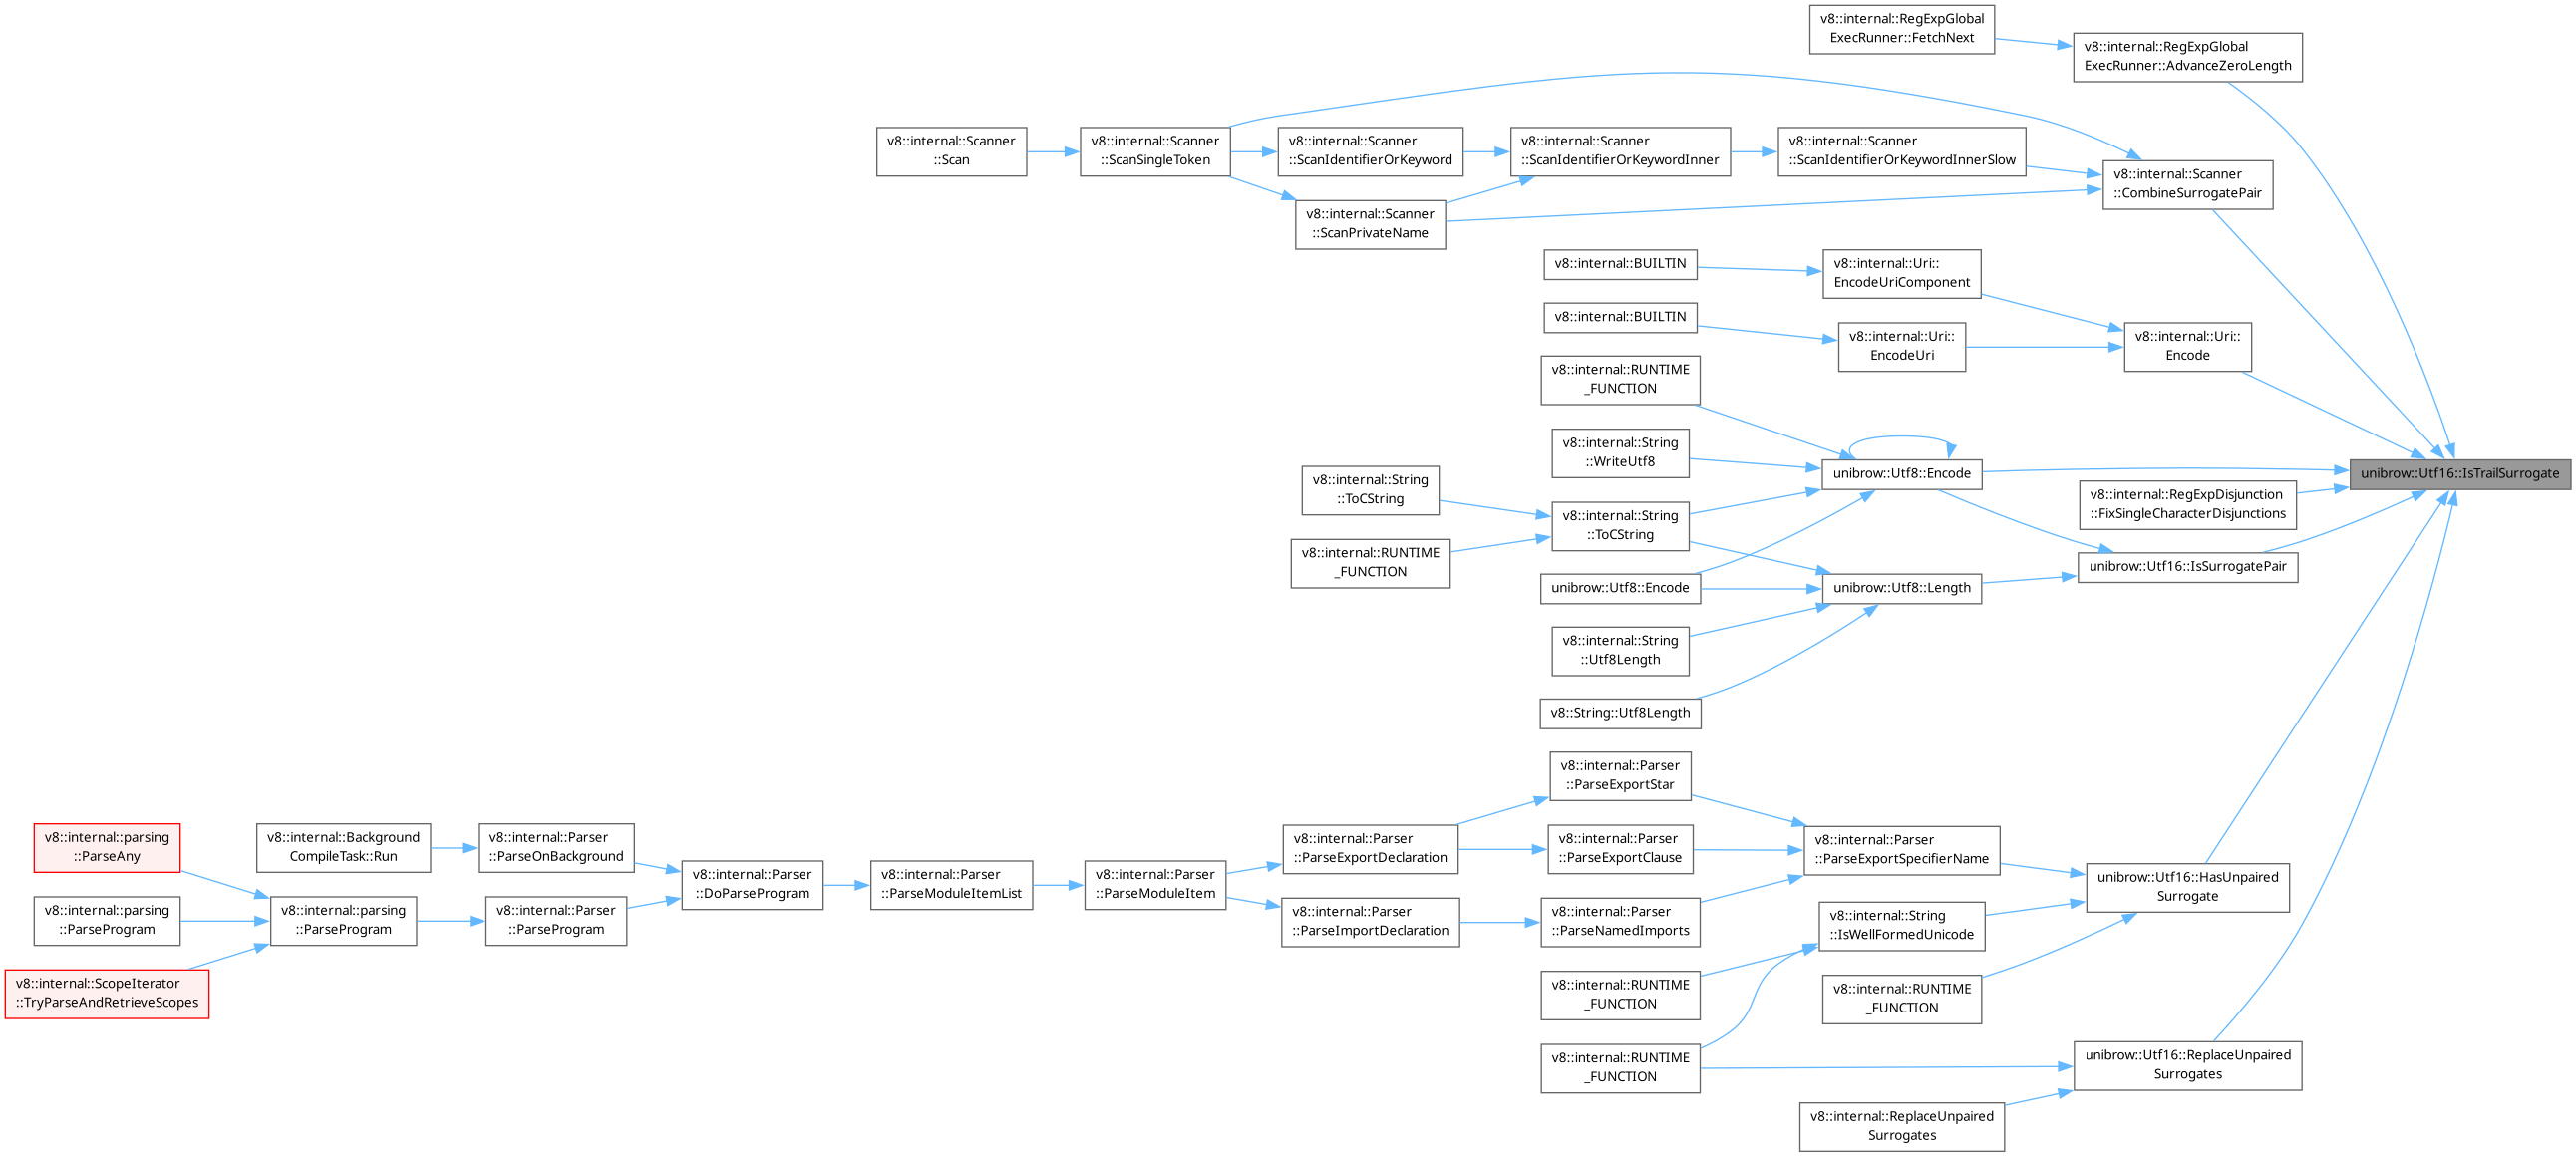 v8::internal::RegExpGlobal
ExecRunner::FetchNext
v8::internal::RegExpGlobal
ExecRunner::AdvanceZeroLength
v8::internal::Scanner
::Scan
v8::internal::Scanner
::ScanSingleToken
v8::internal::Scanner
::ScanIdentifierOrKeyword
v8::internal::Scanner
::ScanIdentifierOrKeywordInner
v8::internal::Scanner
::ScanIdentifierOrKeywordInnerSlow
v8::internal::Scanner
::CombineSurrogatePair
v8::internal::Scanner
::ScanPrivateName
v8::internal::BUILTIN
v8::internal::Uri::
EncodeUriComponent
v8::internal::BUILTIN
v8::internal::Uri::
EncodeUri
v8::internal::Uri::
Encode
v8::internal::RUNTIME
_FUNCTION
v8::internal::String
::WriteUtf8
unibrow::Utf8::Encode
unibrow::Utf16::IsTrailSurrogate
v8::internal::String
::ToCString
v8::internal::RegExpDisjunction
::FixSingleCharacterDisjunctions
v8::internal::String
::ToCString
v8::internal::RUNTIME
_FUNCTION
unibrow::Utf16::IsSurrogatePair
unibrow::Utf8::Encode
unibrow::Utf8::Length
v8::internal::String
::Utf8Length
v8::String::Utf8Length
v8::internal::Parser
::ParseExportStar
v8::internal::parsing
::ParseAny
v8::internal::Background
CompileTask::Run
v8::internal::Parser
::ParseOnBackground
v8::internal::Parser
::ParseExportDeclaration
v8::internal::Parser
::ParseExportClause
v8::internal::Parser
::ParseExportSpecifierName
v8::internal::Parser
::DoParseProgram
v8::internal::Parser
::ParseModuleItemList
v8::internal::Parser
::ParseModuleItem
unibrow::Utf16::HasUnpaired
Surrogate
v8::internal::parsing
::ParseProgram
v8::internal::parsing
::ParseProgram
v8::internal::Parser
::ParseProgram
v8::internal::Parser
::ParseImportDeclaration
v8::internal::Parser
::ParseNamedImports
v8::internal::String
::IsWellFormedUnicode
v8::internal::ScopeIterator
::TryParseAndRetrieveScopes
v8::internal::RUNTIME
_FUNCTION
v8::internal::RUNTIME
_FUNCTION
v8::internal::RUNTIME
_FUNCTION
unibrow::Utf16::ReplaceUnpaired
Surrogates
v8::internal::ReplaceUnpaired
Surrogates